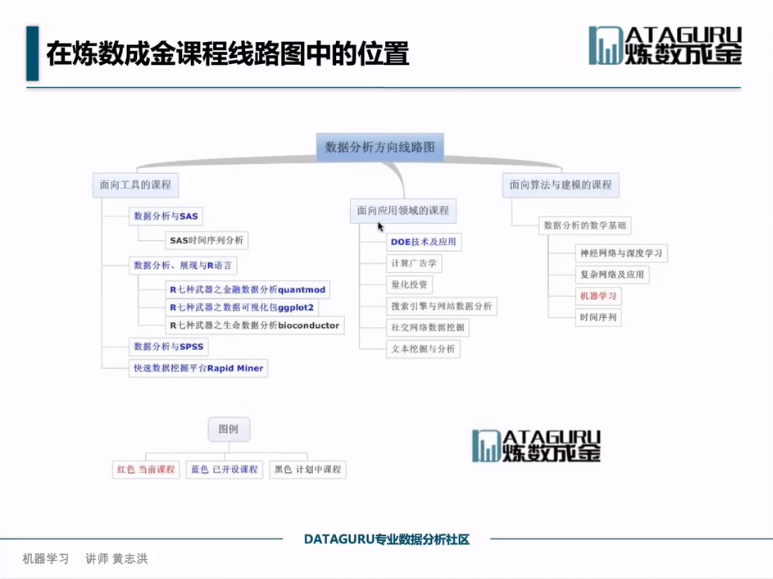 在炼数成金课程线路图中的位置
DATAGURU
炼数成金
数据分析方向线路图
面向工具的课程
数据分析与SAS
SAS时间序列分析
数据分析、展现与R语言
R七种武器之金融数据分析quantmod
R七种武器之数据可视化包ggplot2
R七种武器之生命数据分析bioconductor
数据分析与SPSS
快速数据挖掘平台Rapid Miner
面向应用领域的课程
DOE技术及应用
计算广告学
量化投资
搜索引擎与网站数据分析
社交网络数据挖掘
文本挖掘与分析
面向算法与建模的课程
数据分析的数学基础
神经网络与深度学习
复杂网络及应用
机器学习
时间序列
图例
红色 当前课程
蓝色 已开设课程
黑色 计划中课程
DATAGURU
炼数成金
DATAGURU专业数据分析社区
机器学习 讲师 黄志洪